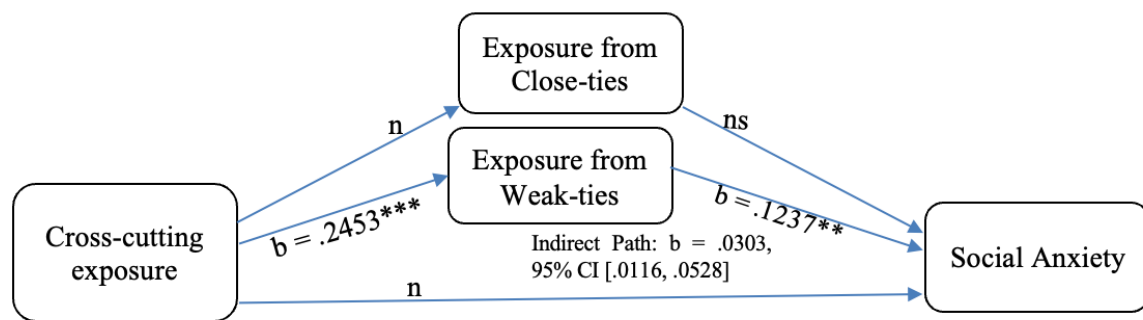 Exposure from
Close-ties
n
ns
Exposure from
Weak-ties
b = .2453***
b = .1237**
Cross-cutting
exposure
Indirect Path: b = .0303,
95% CI [.0116, .0528]
Social Anxiety
n